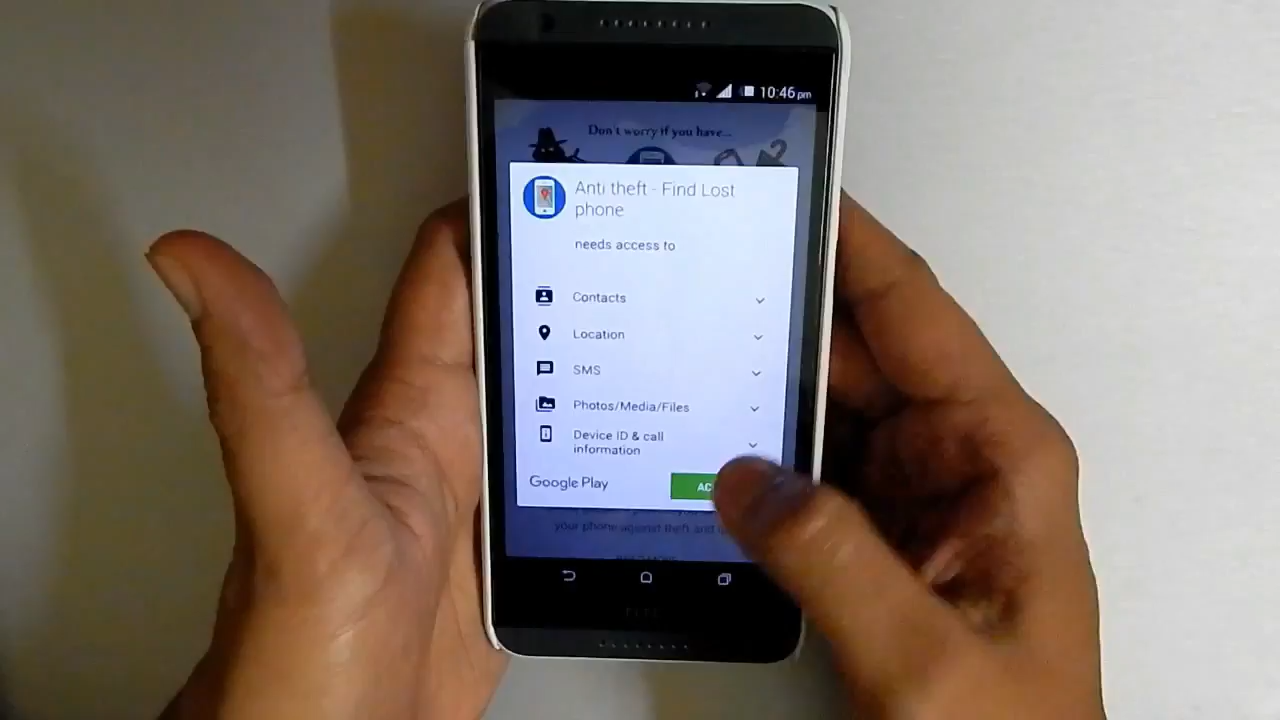 10:46 pm
Don't worry if you have...
Anti theft - Find Lost
phone
needs access to
Contacts
Location
SMS
Photos/Media/Files
Device ID & call
information
Google Play
AC
your phone against theft and